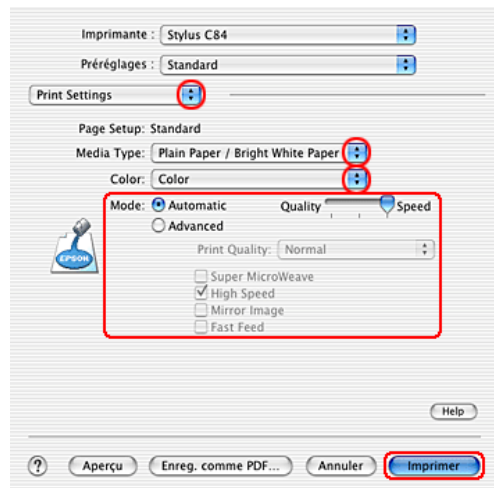 Imprimante : Stylus C84
Préréglages : Standard
Print Settings
Page Setup: Standard
Media Type: Plain Paper / Bright White Paper
Color: Color
Mode: Automatic Quality Speed
Advanced
Print Quality: Normal
Super MicroWeave
High Speed
Mirror Image
Fast Feed
EPSON
Help
? Aperçu Enreg. comme PDF... Annuler Imprimer